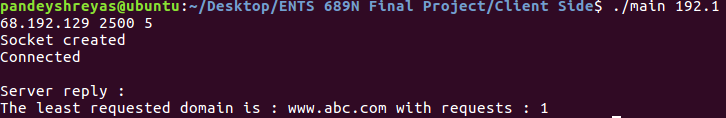 pandeyshreyas@ubuntu:~/Desktop/ENTS 689N Final Project/Client Side$ ./main 192.1
68.192.129 2500 5
Socket created
Connected
Server reply :
The least requested domain is : www.abc.com with requests : 1